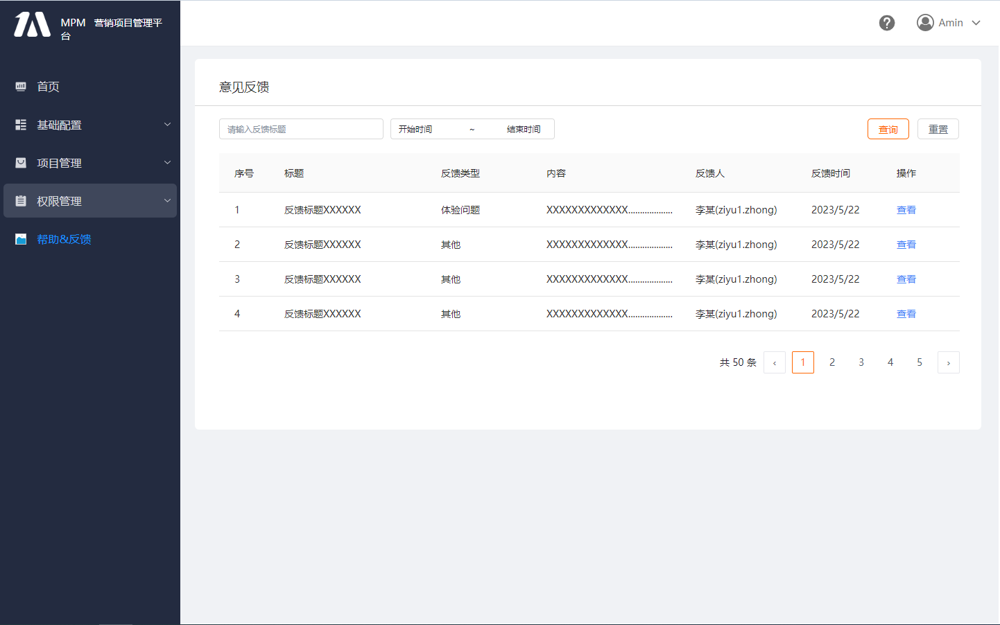 MPM 营销项目管理平
台
Amin
首页
基础配置
项目管理
权限管理
帮助&反馈
意见反馈
请输入反馈标题
开始时间 ~ 结束时间
查询
重置
序号 标题 反馈类型 内容 反馈人 反馈时间 操作
1 反馈标题XXXXXX 体验问题 XXXXXXXXXXXXX................... 李某(ziyu1.zhong) 2023/5/22 查看
2 反馈标题XXXXXX 其他 XXXXXXXXXXXXX................... 李某(ziyu1.zhong) 2023/5/22 查看
3 反馈标题XXXXXX 其他 XXXXXXXXXXXXX................... 李某(ziyu1.zhong) 2023/5/22 查看
4 反馈标题XXXXXX 其他 XXXXXXXXXXXXX................... 李某(ziyu1.zhong) 2023/5/22 查看
共 50 条 ‹ 1 2 3 4 5 ›